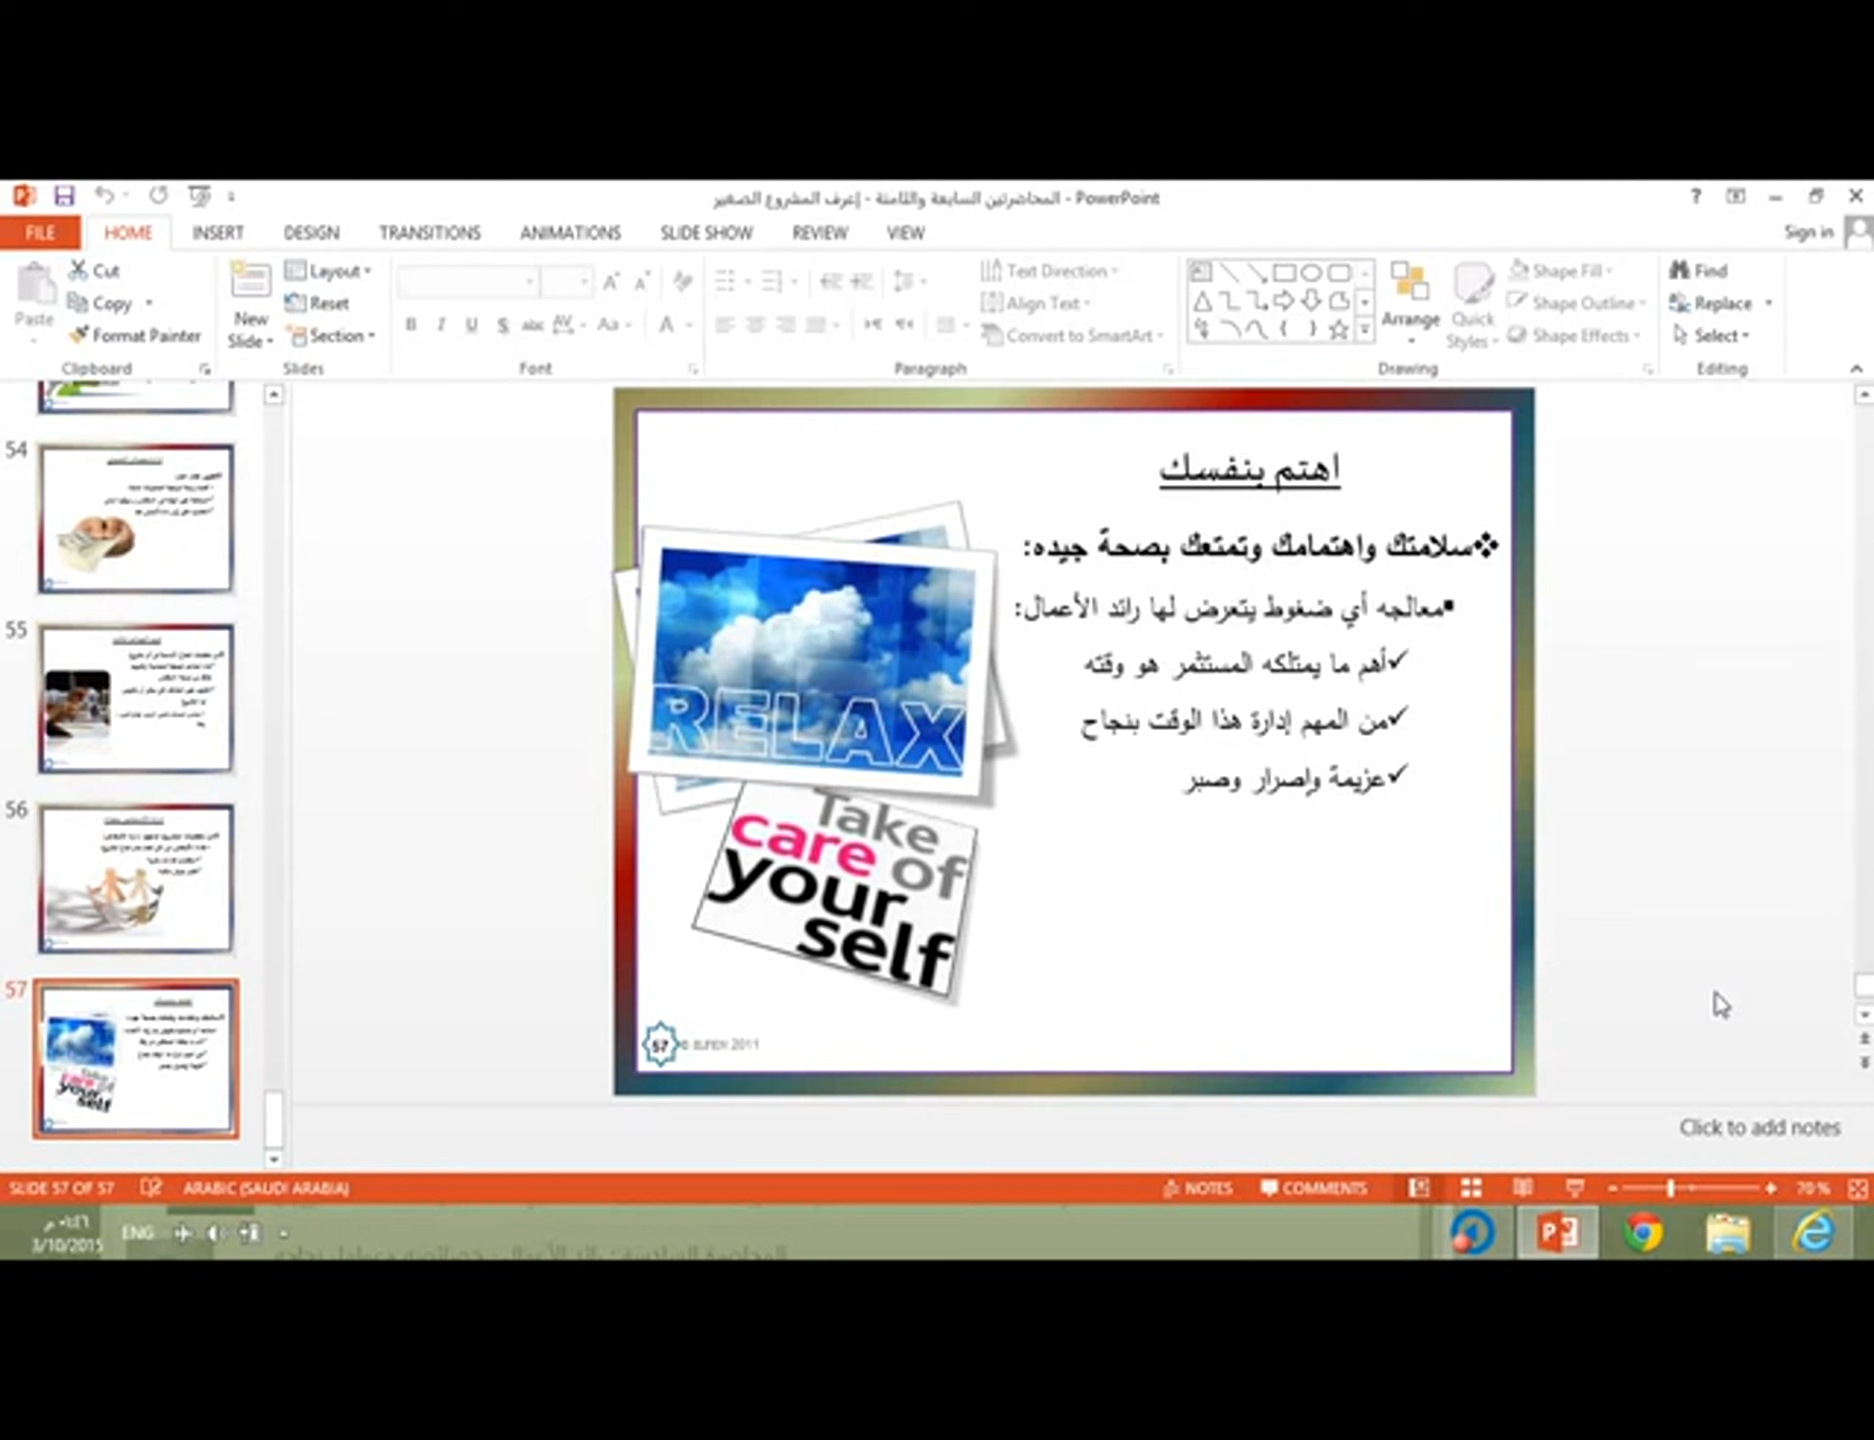 المحاضرتين السابعة والثامنة - إعرف المشروع الصغير - PowerPoint
?
Sign in
FILE HOME INSERT DESIGN TRANSITIONS ANIMATIONS SLIDE SHOW REVIEW VIEW
Paste
Cut
Copy
Format Painter
Clipboard
New Slide
Layout
Reset
Section
Slides
Font
Text Direction
Align Text
Convert to SmartArt
Paragraph
Arrange
Quick Styles
Shape Fill
Shape Outline
Shape Effects
Drawing
Find
Replace
Select
Editing
54
55
56
57
اهتم بنفسك
❖سلامتك واهتمامك وتمتعك بصحة جيده:
▪معالجه أي ضغوط يتعرض لها رائد الأعمال:
✓أهم ما يمتلكه المستثمر هو وقته
✓من المهم إدارة هذا الوقت بنجاح
✓عزيمة وإصرار وصبر
RELAX
Take
care of
your
self
57
2011
Click to add notes
SLIDE 57 OF 57 ARABIC (SAUDI ARABIA) NOTES COMMENTS 70%
ENG
3/10/2015